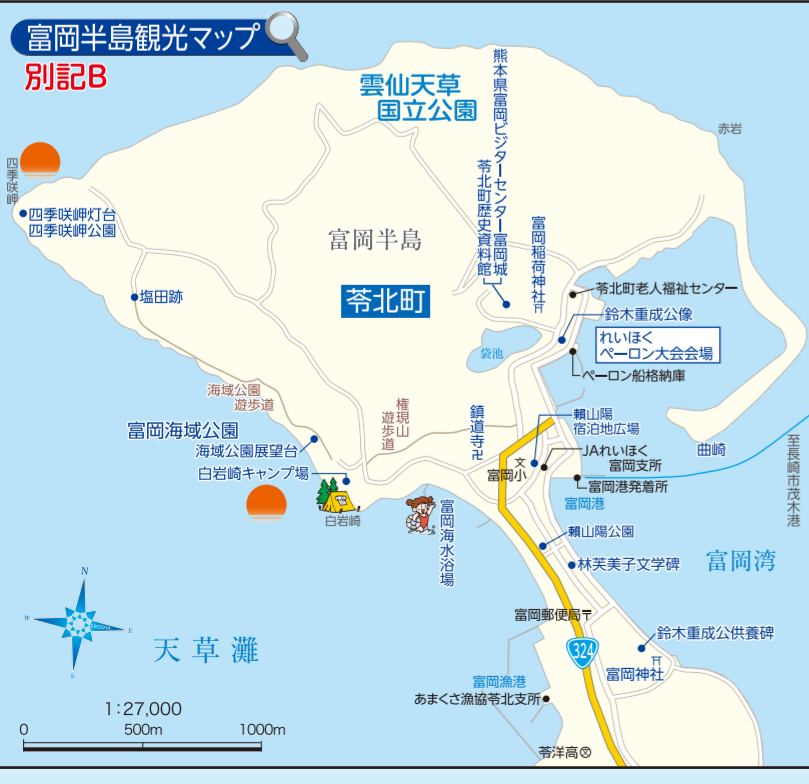 富岡半島観光マップ
別記B
雲仙天草
国立公園
熊本県富岡ビジターセンター富岡城
苓北町歴史資料館
赤岩
四季咲岬
四季咲岬灯台
四季咲岬公園
富岡半島
富岡稲荷神社
苓北町老人福祉センター
塩田跡
苓北町
鈴木重成公像
れいほく
ペーロン大会会場
袋池
ペーロン船格納庫
海域公園
遊歩道
権現山
遊歩道
鎮道寺卍
頼山陽
宿泊地広場
富岡海域公園
海域公園展望台
白岩崎キャンプ場
文
富岡小
JAれいほく
富岡支所
曲崎
至長崎市茂木港
富岡港発着所
富岡港
白岩崎
富岡海水浴場
頼山陽公園
林芙美子文学碑
富岡湾
N
W
E
S
天草灘
富岡郵便局〒
324
鈴木重成公供養碑
富岡神社
富岡漁港
あまくさ漁協苓北支所
苓洋高
1:27,000
0
500m
1000m